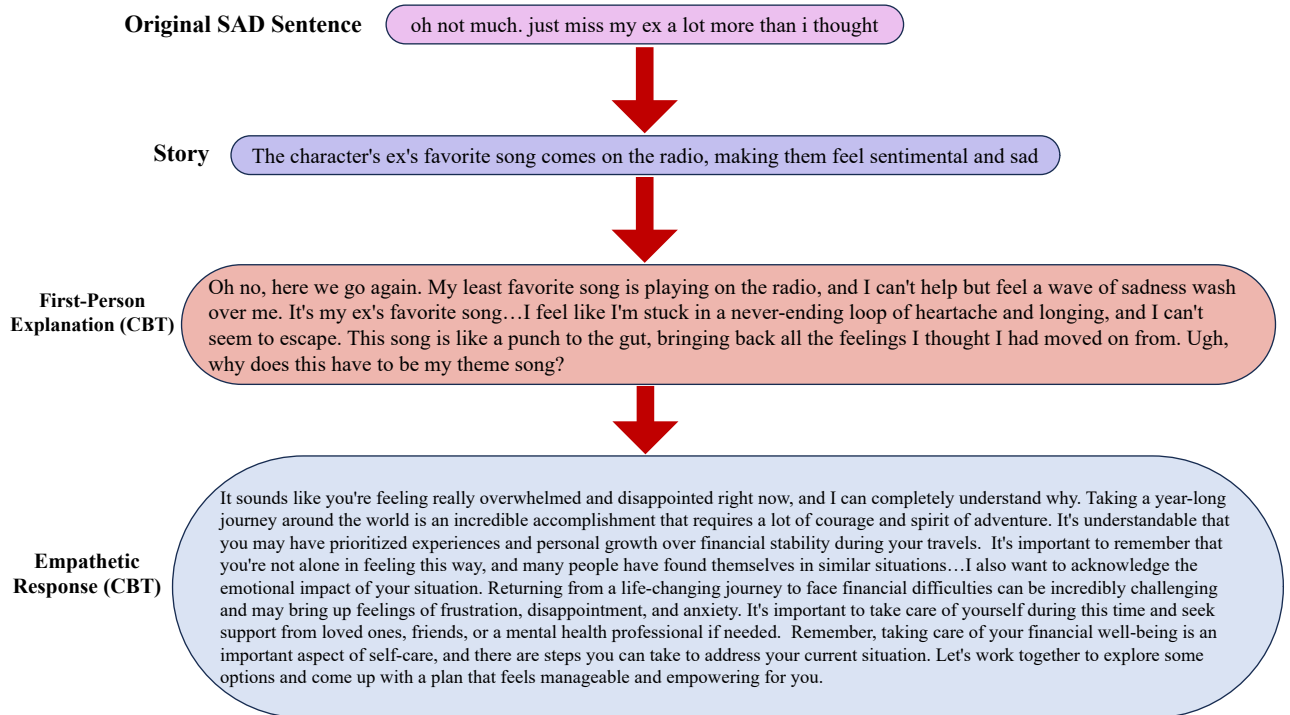 Original SAD Sentence
oh not much. just miss my ex a lot more than i thought
Story
The character's ex's favorite song comes on the radio, making them feel sentimental and sad
First-Person
Explanation (CBT)
Oh no, here we go again. My least favorite song is playing on the radio, and I can't help but feel a wave of sadness wash
over me. It's my ex's favorite song…I feel like I'm stuck in a never-ending loop of heartache and longing, and I can't
seem to escape. This song is like a punch to the gut, bringing back all the feelings I thought I had moved on from. Ugh,
why does this have to be my theme song?
Empathetic
Response (CBT)
It sounds like you're feeling really overwhelmed and disappointed right now, and I can completely understand why. Taking a year-long
journey around the world is an incredible accomplishment that requires a lot of courage and spirit of adventure. It's understandable that
you may have prioritized experiences and personal growth over financial stability during your travels.  It's important to remember that
you're not alone in feeling this way, and many people have found themselves in similar situations…I also want to acknowledge the
emotional impact of your situation. Returning from a life-changing journey to face financial difficulties can be incredibly challenging
and may bring up feelings of frustration, disappointment, and anxiety. It's important to take care of yourself during this time and seek
support from loved ones, friends, or a mental health professional if needed.  Remember, taking care of your financial well-being is an
important aspect of self-care, and there are steps you can take to address your current situation. Let's work together to explore some
options and come up with a plan that feels manageable and empowering for you.